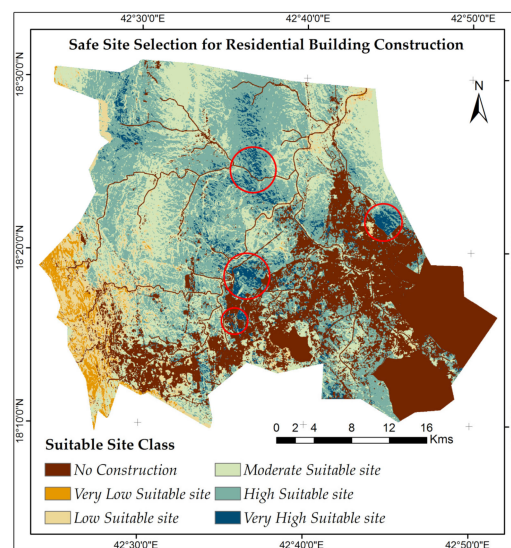 42°30'0"E 42°40'0"E 42°50'0"E
Safe Site Selection for Residential Building Construction
18°30'0"N
N
18°20'0"N
18°10'0"N
0 2 4 8 12 16
Kms
Suitable Site Class
No Construction Moderate Suitable site
Very Low Suitable site High Suitable site
Low Suitable site Very High Suitable site
42°30'0"E 42°40'0"E 42°50'0"E